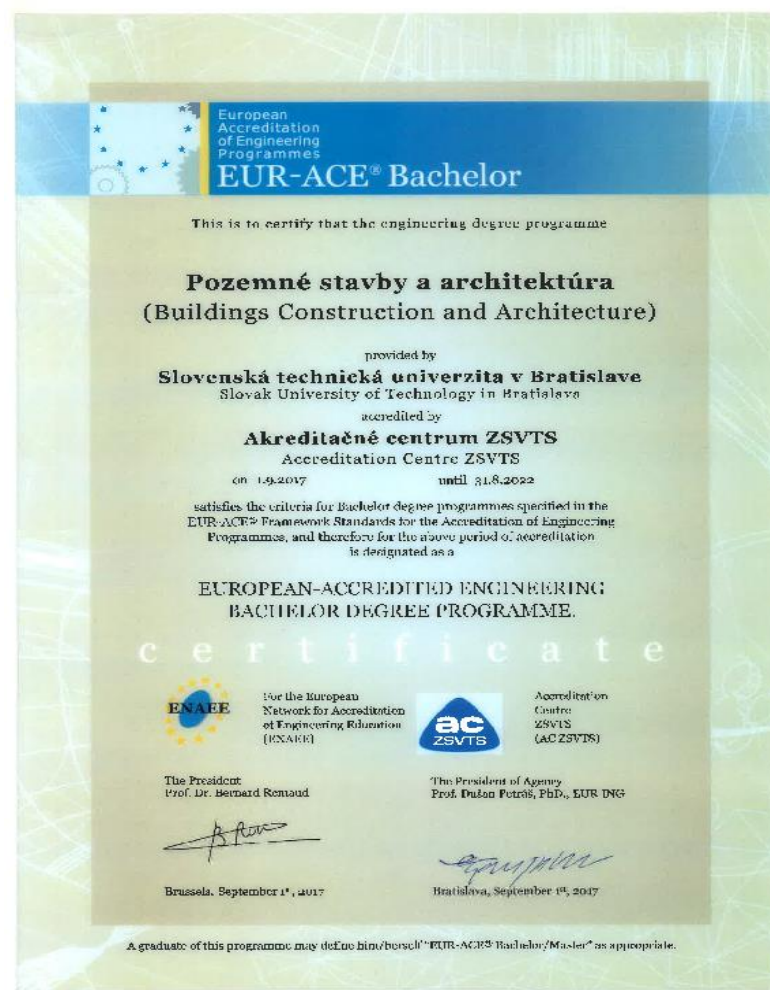 European
Accreditation
of Engineering
Programmes
EUR-ACE® Bachelor
This is to certify that the engineering degree programme
Pozemné stavby a architektúra
(Buildings Construction and Architecture)
provided by
Slovenská technická univerzita v Bratislave
Slovak University of Technology in Bratislava
accredited by
Akreditačné centrum ZSVTS
Accreditation Centre ZSVTS
on 1.9.2017 until 31.8.2022
satisfies the criteria for Bachelor degree programmes specified in the
EUR-ACE® Framework Standards for the Accreditation of Engineering
Programmes, and therefore for the above period of accreditation
is designated as a
EUROPEAN-ACCREDITED ENGINEERING
BACHELOR DEGREE PROGRAMME.
certificate
ENAEE
For the European
Network for Accreditation
of Engineering Education
(ENAEE)
ac
ZSVTS
Accreditation
Centre
ZSVTS
(AC ZSVTS)
The President
Prof. Dr. Bernard Remaud
The President of Agency
Prof. Dušan Petráš, PhD., EUR ING
Brussels, September 1st, 2017
Bratislava, September 1st, 2017
A graduate of this programme may define him/herself "EUR-ACE® Bachelor/Master" as appropriate.